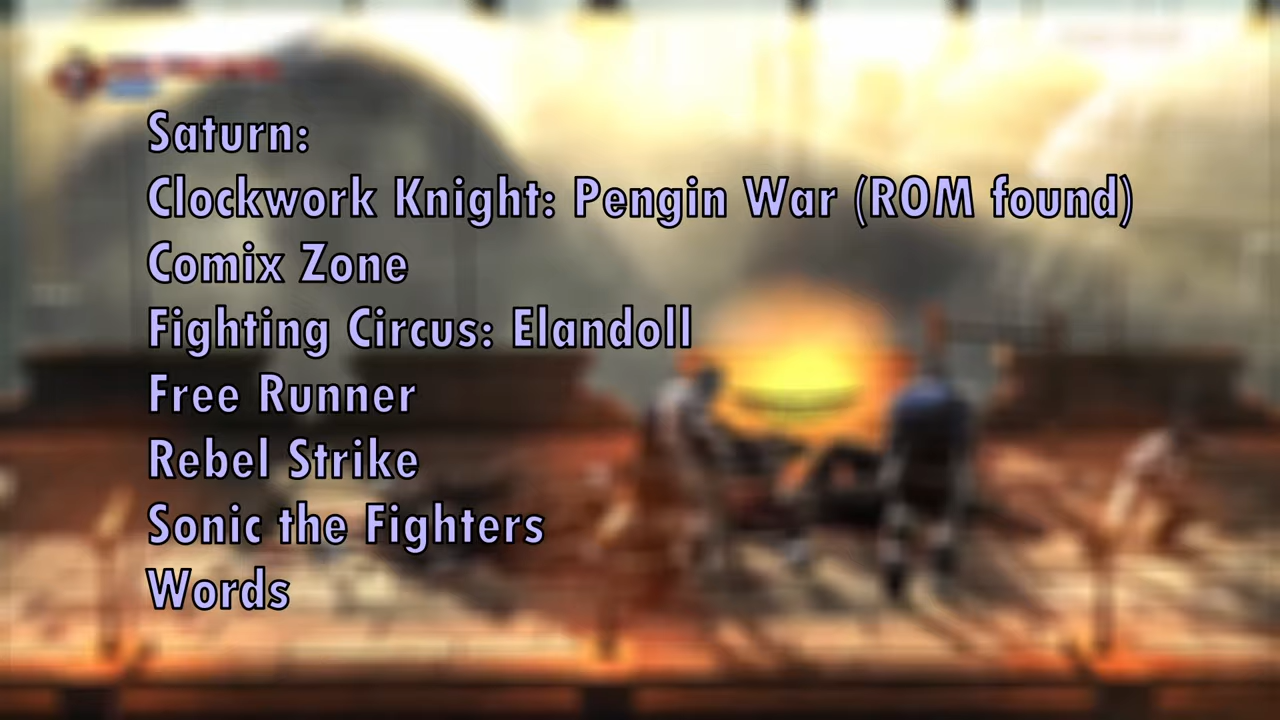 Saturn:
Clockwork Knight: Pengin War (ROM found)
Comix Zone
Fighting Circus: Elandoll
Free Runner
Rebel Strike
Sonic the Fighters
Words